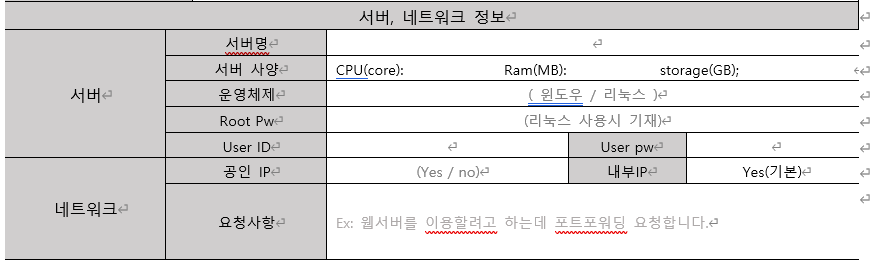 서버, 네트워크 정보
서버
서버명
서버 사양 CPU(core): Ram(MB): storage(GB);
운영체제 ( 윈도우 / 리눅스 )
Root Pw (리눅스 사용시 기재)
User ID User pw
네트워크
공인 IP (Yes / no) 내부IP Yes(기본)
요청사항 Ex: 웹서버를 이용할려고 하는데 포트포워딩 요청합니다.